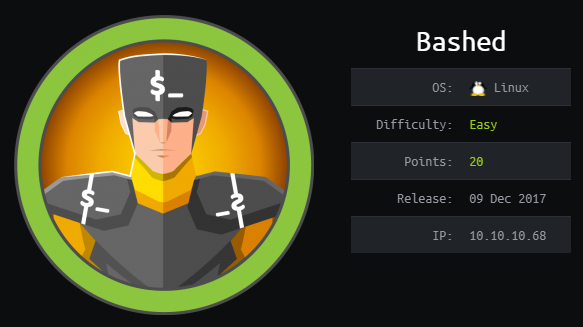 Bashed
OS: Linux
Difficulty: Easy
Points: 20
Release: 09 Dec 2017
IP: 10.10.10.68
$_
$_
$_